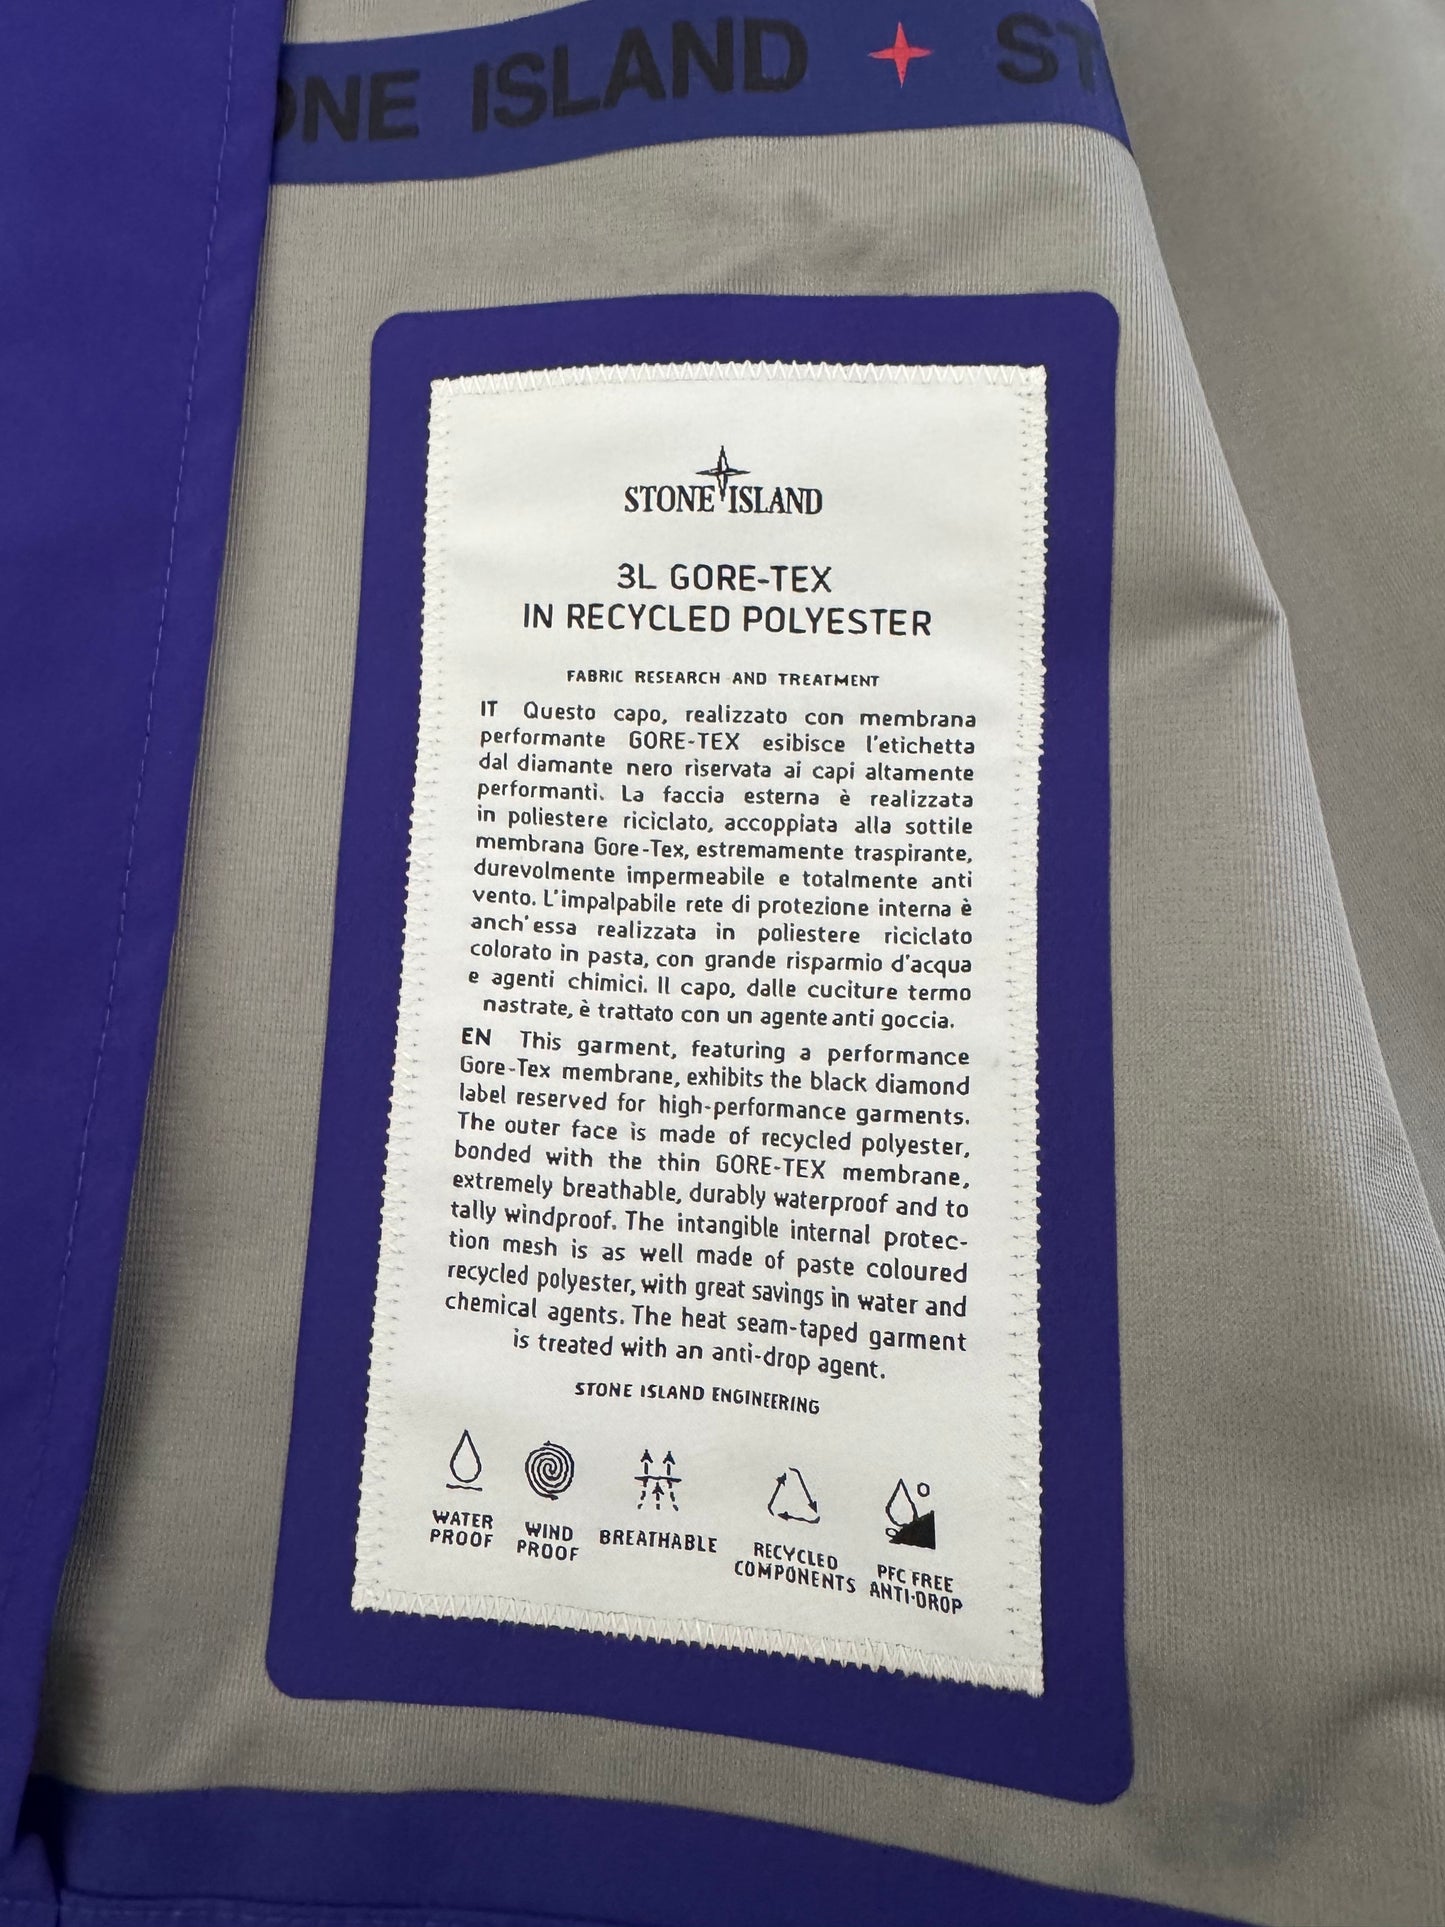 ONE ISLAND ST
STONE ISLAND
3L GORE-TEX
IN RECYCLED POLYESTER
FABRIC RESEARCH AND TREATMENT
IT Questo capo, realizzato con membrana
performante GORE-TEX esibisce l'etichetta
dal diamante nero riservata ai capi altamente
performanti. La faccia esterna è realizzata
in poliestere riciclato, accoppiata alla sottile
membrana Gore-Tex, estremamente traspirante,
durevolmente impermeabile e totalmente anti
vento. L'impalpabile rete di protezione interna è
anch'essa realizzata in poliestere riciclato
colorato in pasta, con grande risparmio d'acqua
e agenti chimici. Il capo, dalle cuciture termo
nastrate, è trattato con un agente anti goccia.
EN This garment, featuring a performance
Gore-Tex membrane, exhibits the black diamond
label reserved for high-performance garments.
The outer face is made of recycled polyester,
bonded with the thin GORE-TEX membrane,
extremely breathable, durably waterproof and to
tally windproof. The intangible internal protec-
tion mesh is as well made of paste coloured
recycled polyester, with great savings in water and
chemical agents. The heat seam-taped garment
is treated with an anti-drop agent.
STONE ISLAND ENGINEERING
WATER
PROOF
WIND
PROOF
BREATHABLE
RECYCLED
COMPONENTS
PFC FREE
ANTI-DROP